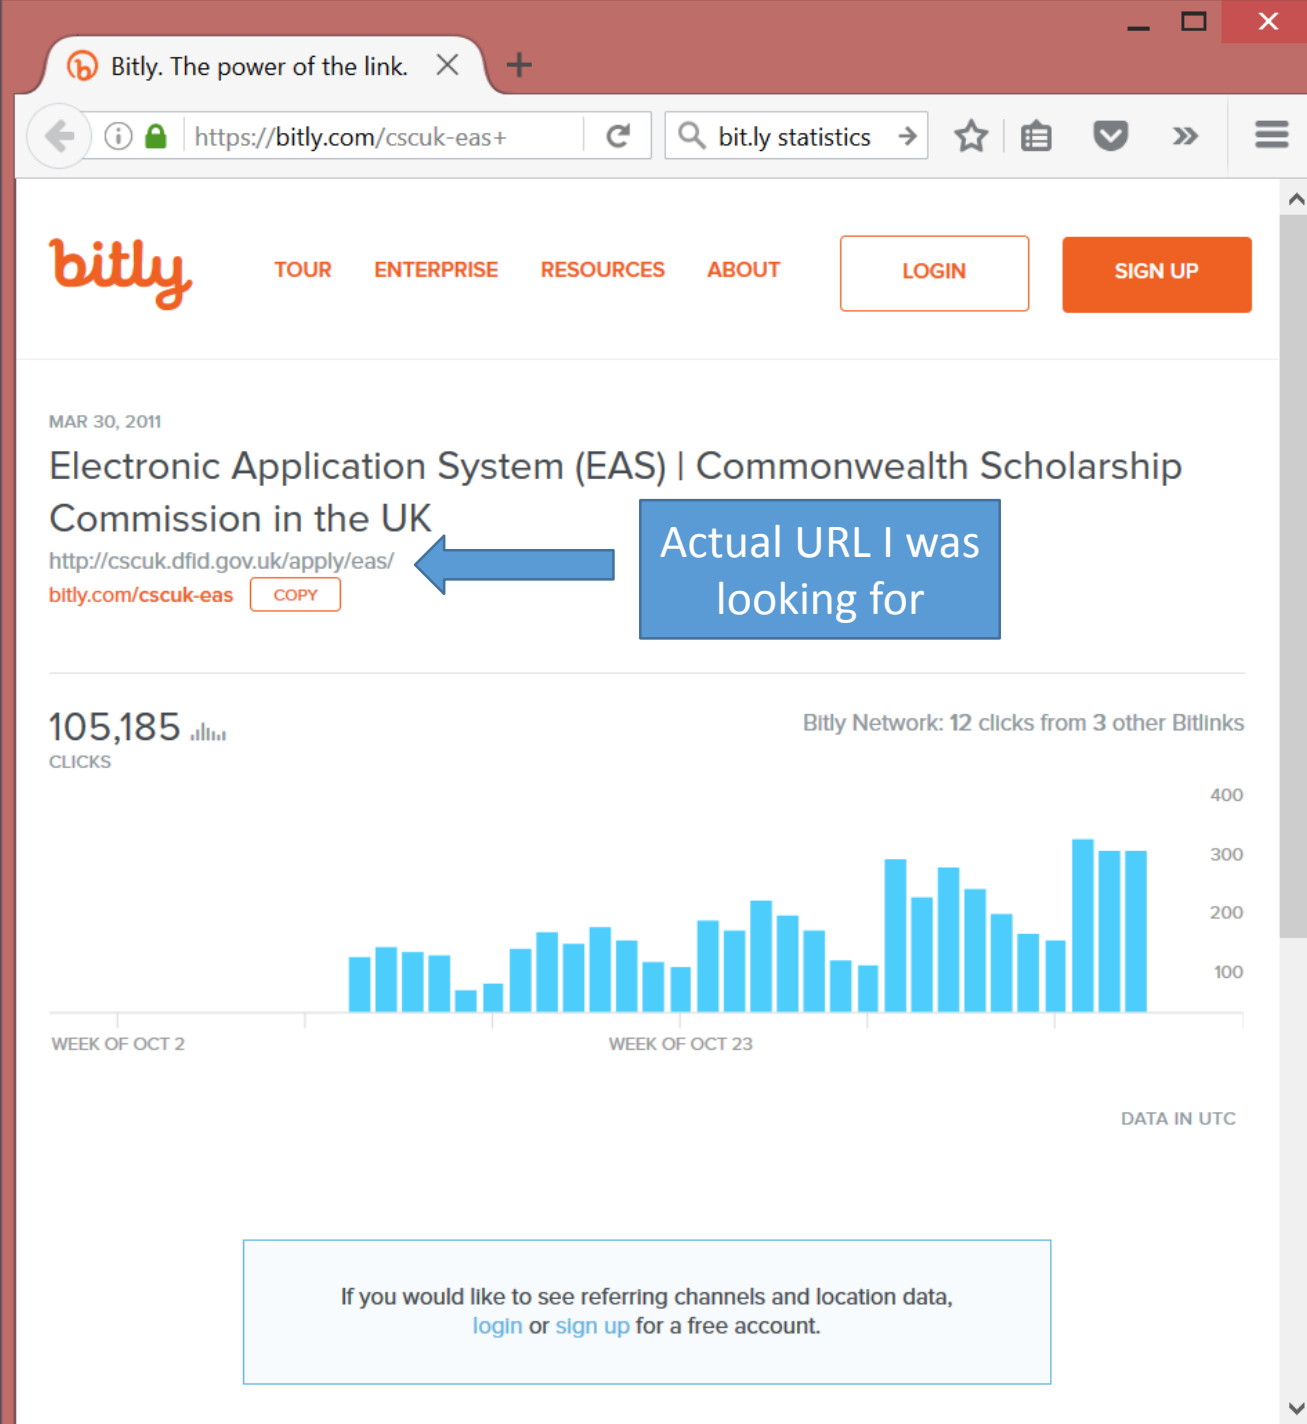 Bitly. The power of the link.
https://bitly.com/cscuk-eas+
bit.ly statistics
bitly
TOUR ENTERPRISE RESOURCES ABOUT LOGIN SIGN UP
MAR 30, 2011
Electronic Application System (EAS) | Commonwealth Scholarship
Commission in the UK
http://cscuk.dfid.gov.uk/apply/eas/
bitly.com/cscuk-eas COPY
Actual URL I was
looking for
105,185
CLICKS
Bitly Network: 12 clicks from 3 other Bitlinks
400
300
200
100
WEEK OF OCT 2 WEEK OF OCT 23
DATA IN UTC
If you would like to see referring channels and location data,
login or sign up for a free account.